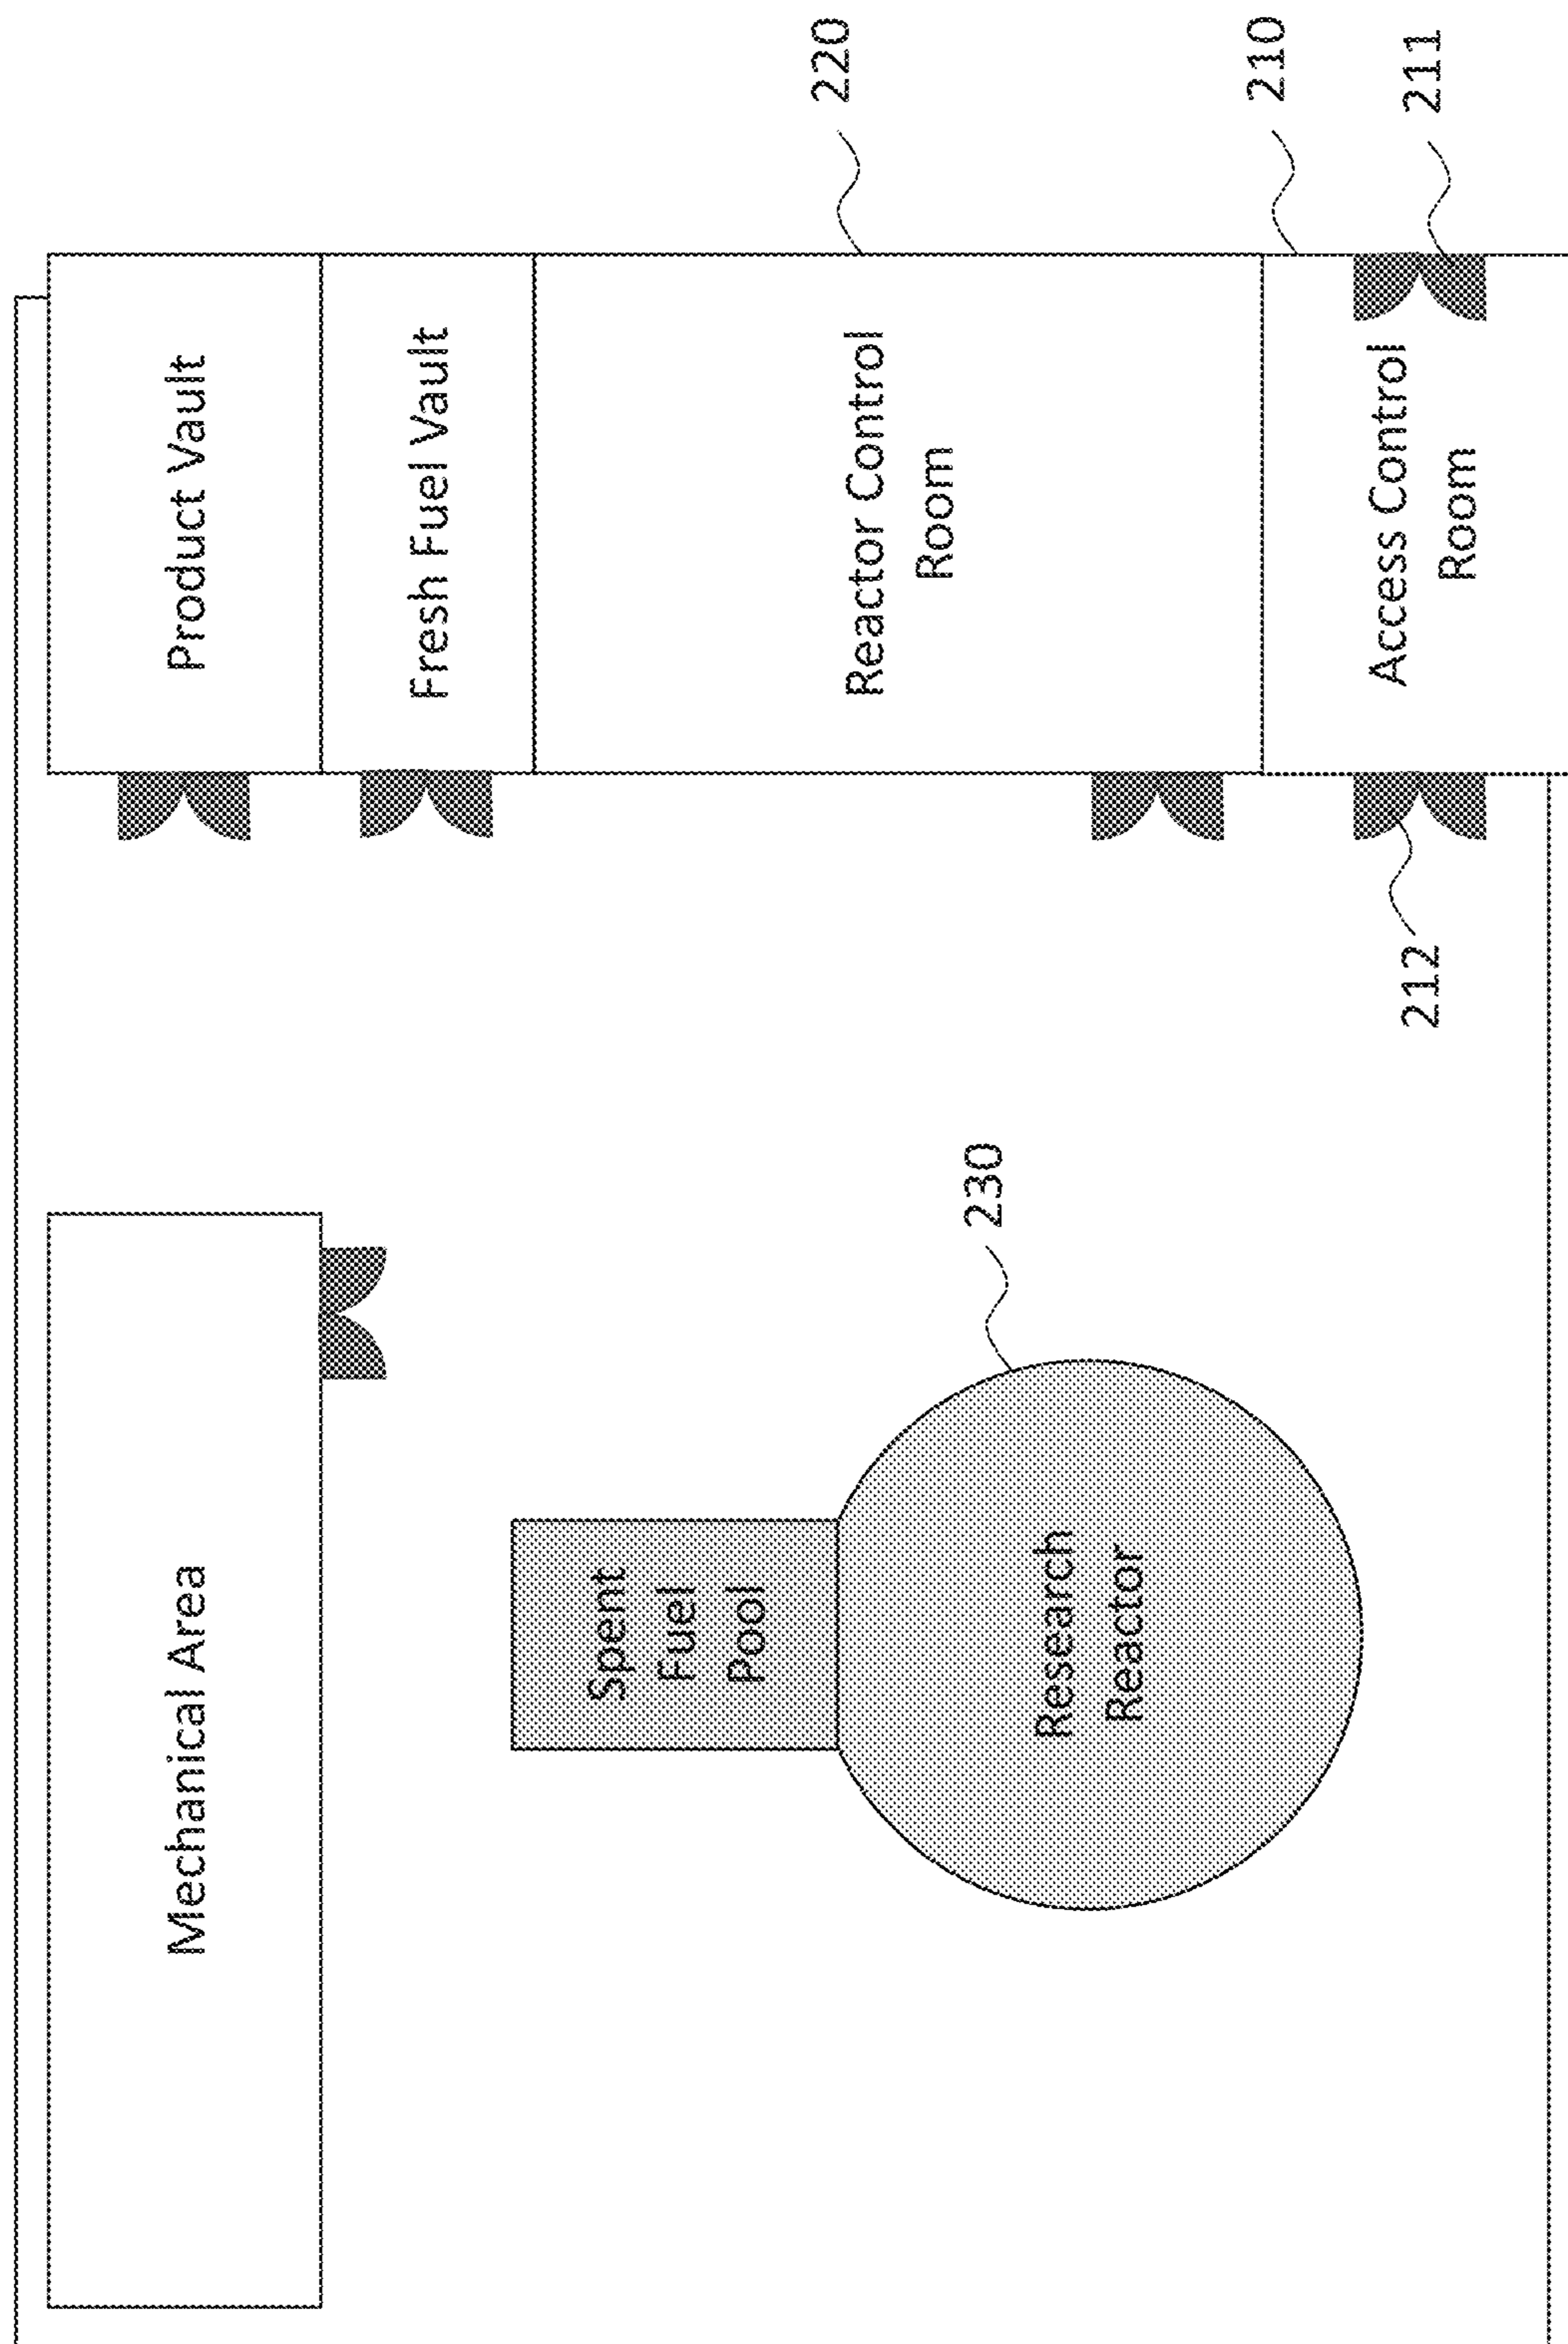 Product Vault
Fresh Fuel Vault
220
Reactor Control
Room
210
211
Access Control
Room
212
Mechanical Area
230
Spent
Fuel
Pool
Research
Reactor